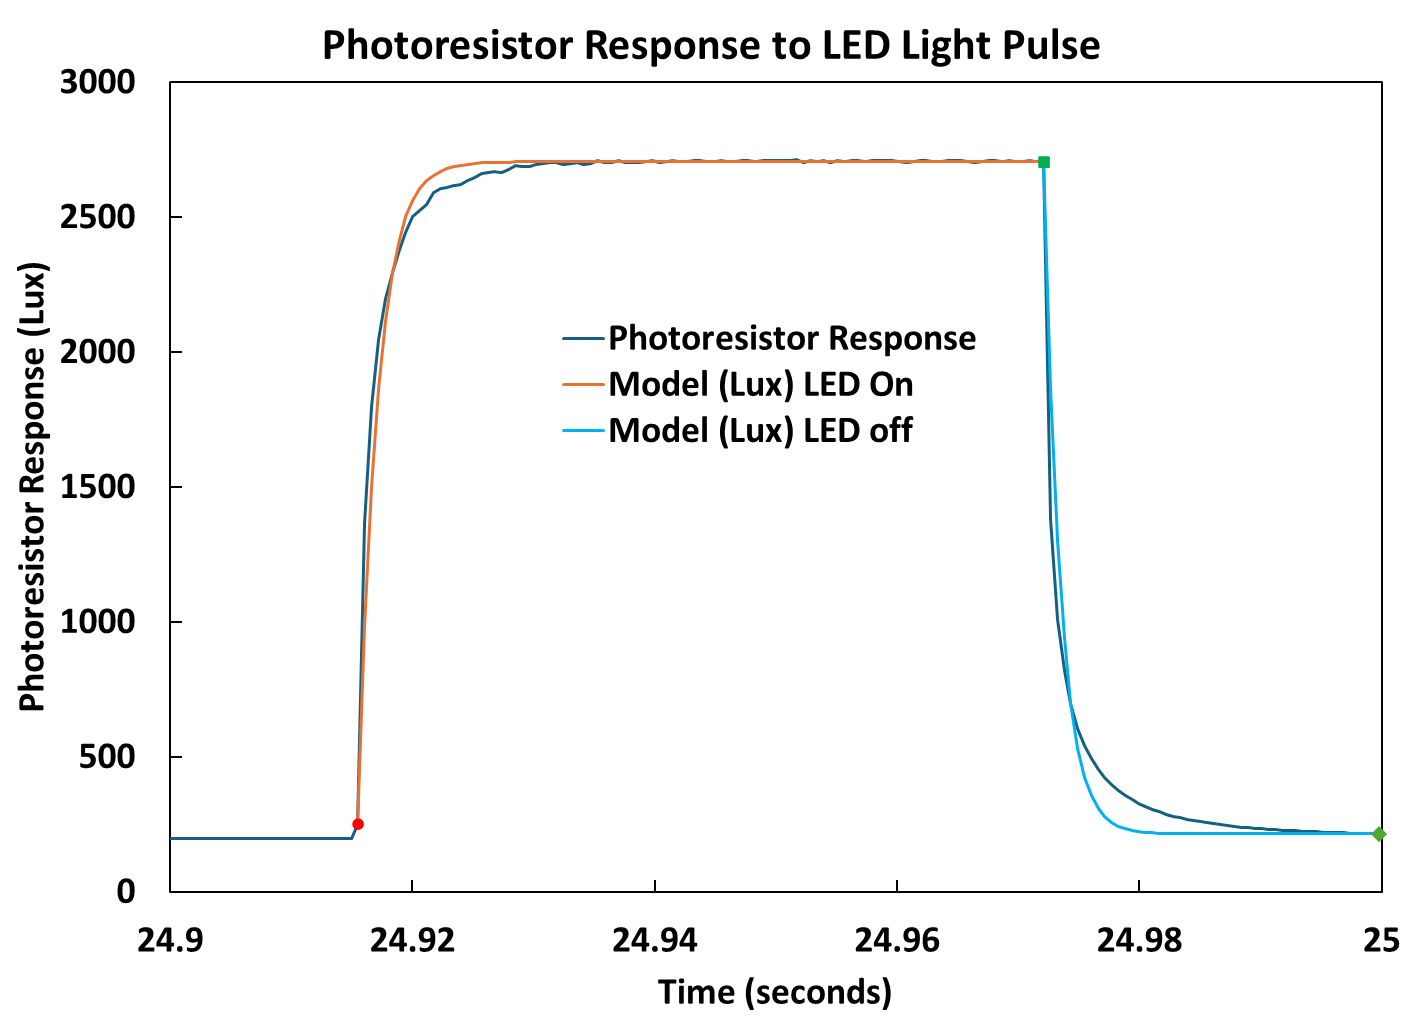 Photoresistor Response to LED Light Pulse
Photoresistor Response (Lux)
3000
2500
2000
1500
1000
500
0
Photoresistor Response
Model (Lux) LED On
Model (Lux) LED off
24.9 24.92 24.94 24.96 24.98 25
Time (seconds)